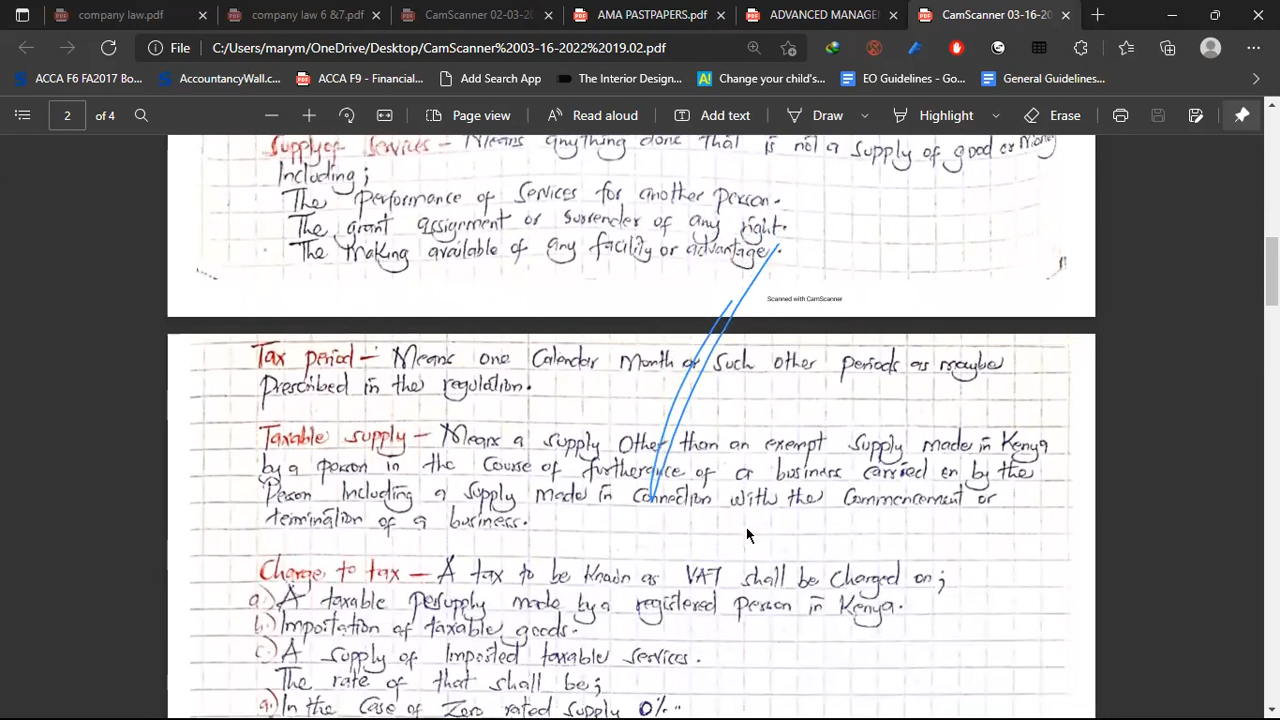 company law.pdf
company law 6 &7.pdf
CamScanner 03-03-20
AMA PASTPAPERS.pdf
ADVANCED MANAGE
CamScanner 03-16-20
File C:/Users/marym/OneDrive/Desktop/CamScanner%2003-16-2022%2019.02.pdf
ACCA F6 FA2017 Bo...
AccountancyWall.c...
ACCA F9 - Financial...
Add Search App
The Interior Design...
Change your child's...
EO Guidelines - Go...
General Guidelines...
2 of 4
Page view
Read aloud
Add text
Draw
Highlight
Erase
Supply of Services - Means anything done that is not a supply of good or money
Including;
The performance of services for another person.
The grant assignment or surrender of any right.
The making available of any facility or advantage.
Scanned with CamScanner
Tax period - Means one Calendar Month or Such other periods as maybe
Prescribed in the regulation.
Taxable supply - Means a supply Other than an exempt supply made in Kenya
by a person in the Course of furtherance of a business carried on by the
Person Including a supply made in connection with the Commencement or
termination of a business.
Charge to tax - A tax to be Known as VAT shall be Charged on;
a.) A taxable supply made by a registered person in Kenya.
b.) Importation of taxable goods.
c.) A supply of Imported taxable services.
The rate of that shall be;
a.) In the Case of Zero rated supply 0%..